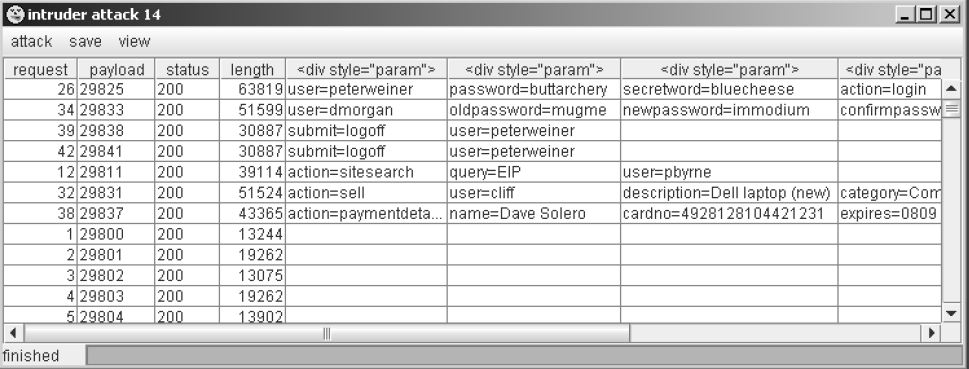 intruder attack 14
attack save view
request payload status length <div style="param"> <div style="param"> <div style="param"> <div style="pa
26 29825 200 63819 user=peterweiner password=buttarchery secretword=bluecheese action=login
34 29833 200 51599 user=dmorgan oldpassword=mugme newpassword=immodium confirmpassw
39 29838 200 30887 submit=logoff user=peterweiner
42 29841 200 30887 submit=logoff user=peterweiner
12 29811 200 39114 action=sitesearch query=EIP user=pbyrne
32 29831 200 51524 action=sell user=cliff description=Dell laptop (new) category=Com
38 29837 200 43365 action=paymentdeta... name=Dave Solero cardno=4928128104421231 expires=0809
1 29800 200 13244
2 29801 200 19262
3 29802 200 13075
4 29803 200 19262
5 29804 200 13902
finished